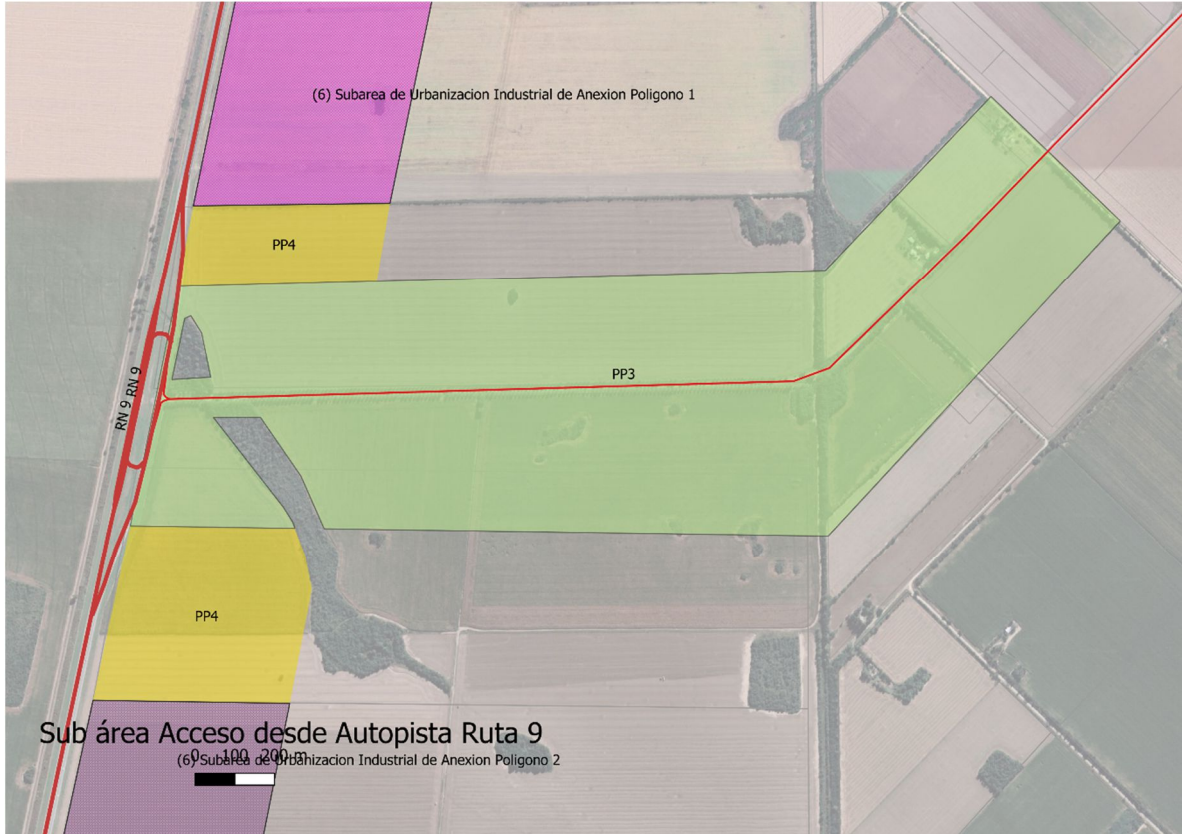 (6) Subarea de Urbanizacion Industrial de Anexion Poligono 1
PP4
RN 9 RN 9
PP3
PP4
Sub área Acceso desde Autopista Ruta 9
0 100 200 m
(6) Subarea de Urbanizacion Industrial de Anexion Poligono 2